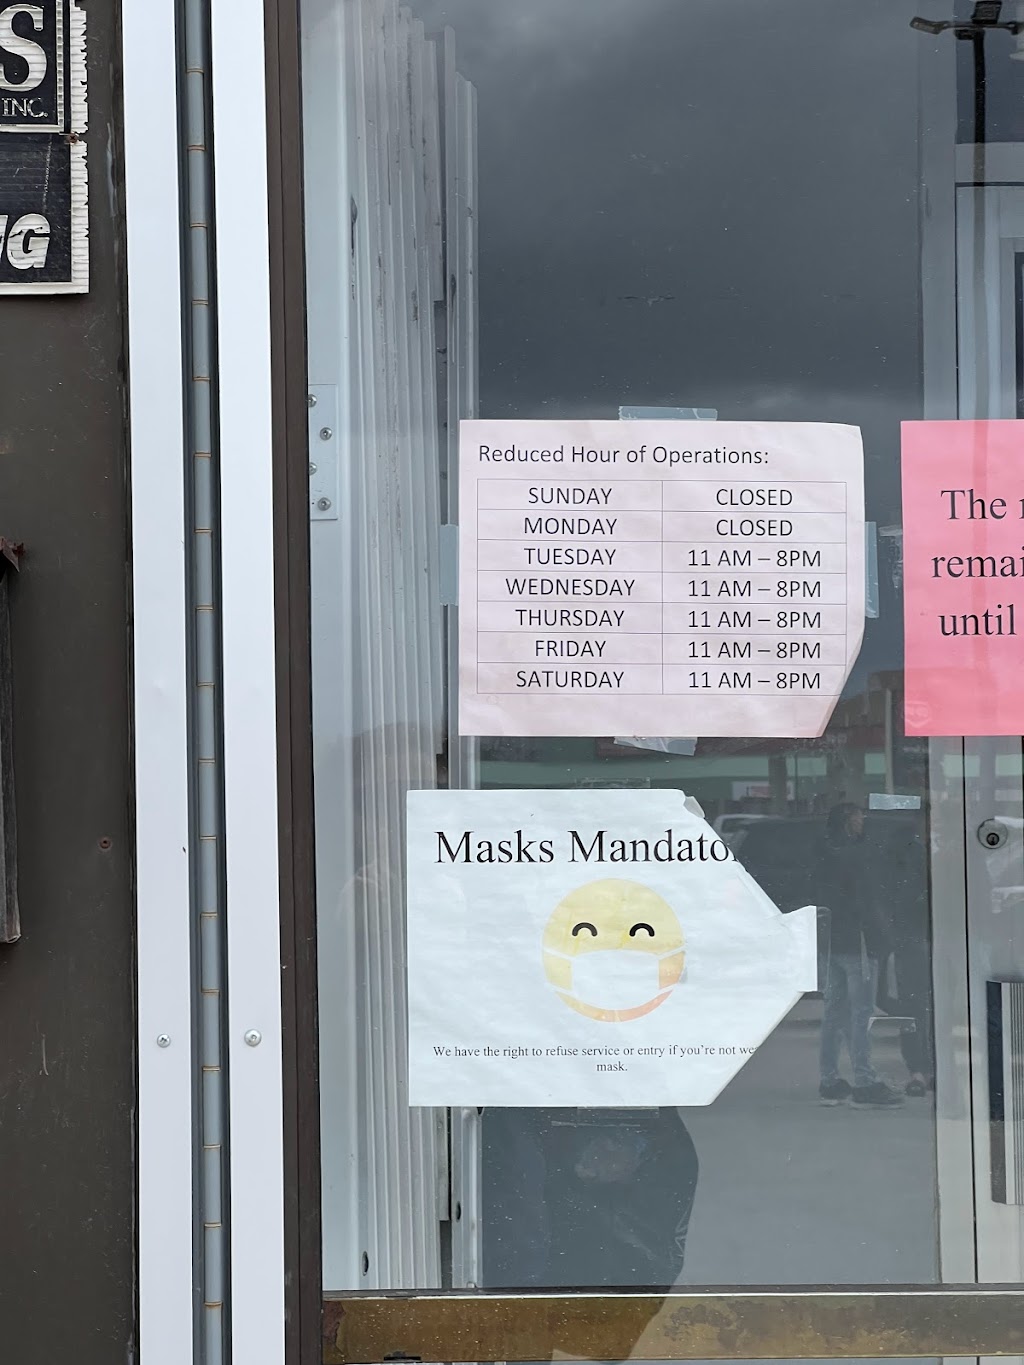 S
INC.
NG
Reduced Hour of Operations:
SUNDAY CLOSED
MONDAY CLOSED
TUESDAY 11 AM – 8PM
WEDNESDAY 11 AM – 8PM
THURSDAY 11 AM – 8PM
FRIDAY 11 AM – 8PM
SATURDAY 11 AM – 8PM
The
remai
until
Masks Mandato
We have the right to refuse service or entry if you're not we
mask.